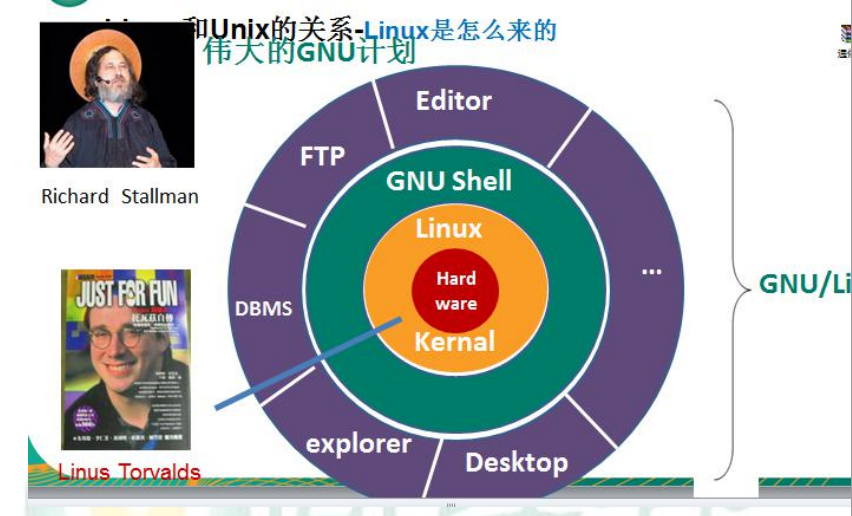 和Unix的关系-Linux是怎么来的
伟大的GNU计划
Richard Stallman
Editor
FTP
GNU Shell
Linux
Hard
ware
Kernal
...
DBMS
explorer
Desktop
GNU/Li
JUST FOR FUN
Linus Torvalds